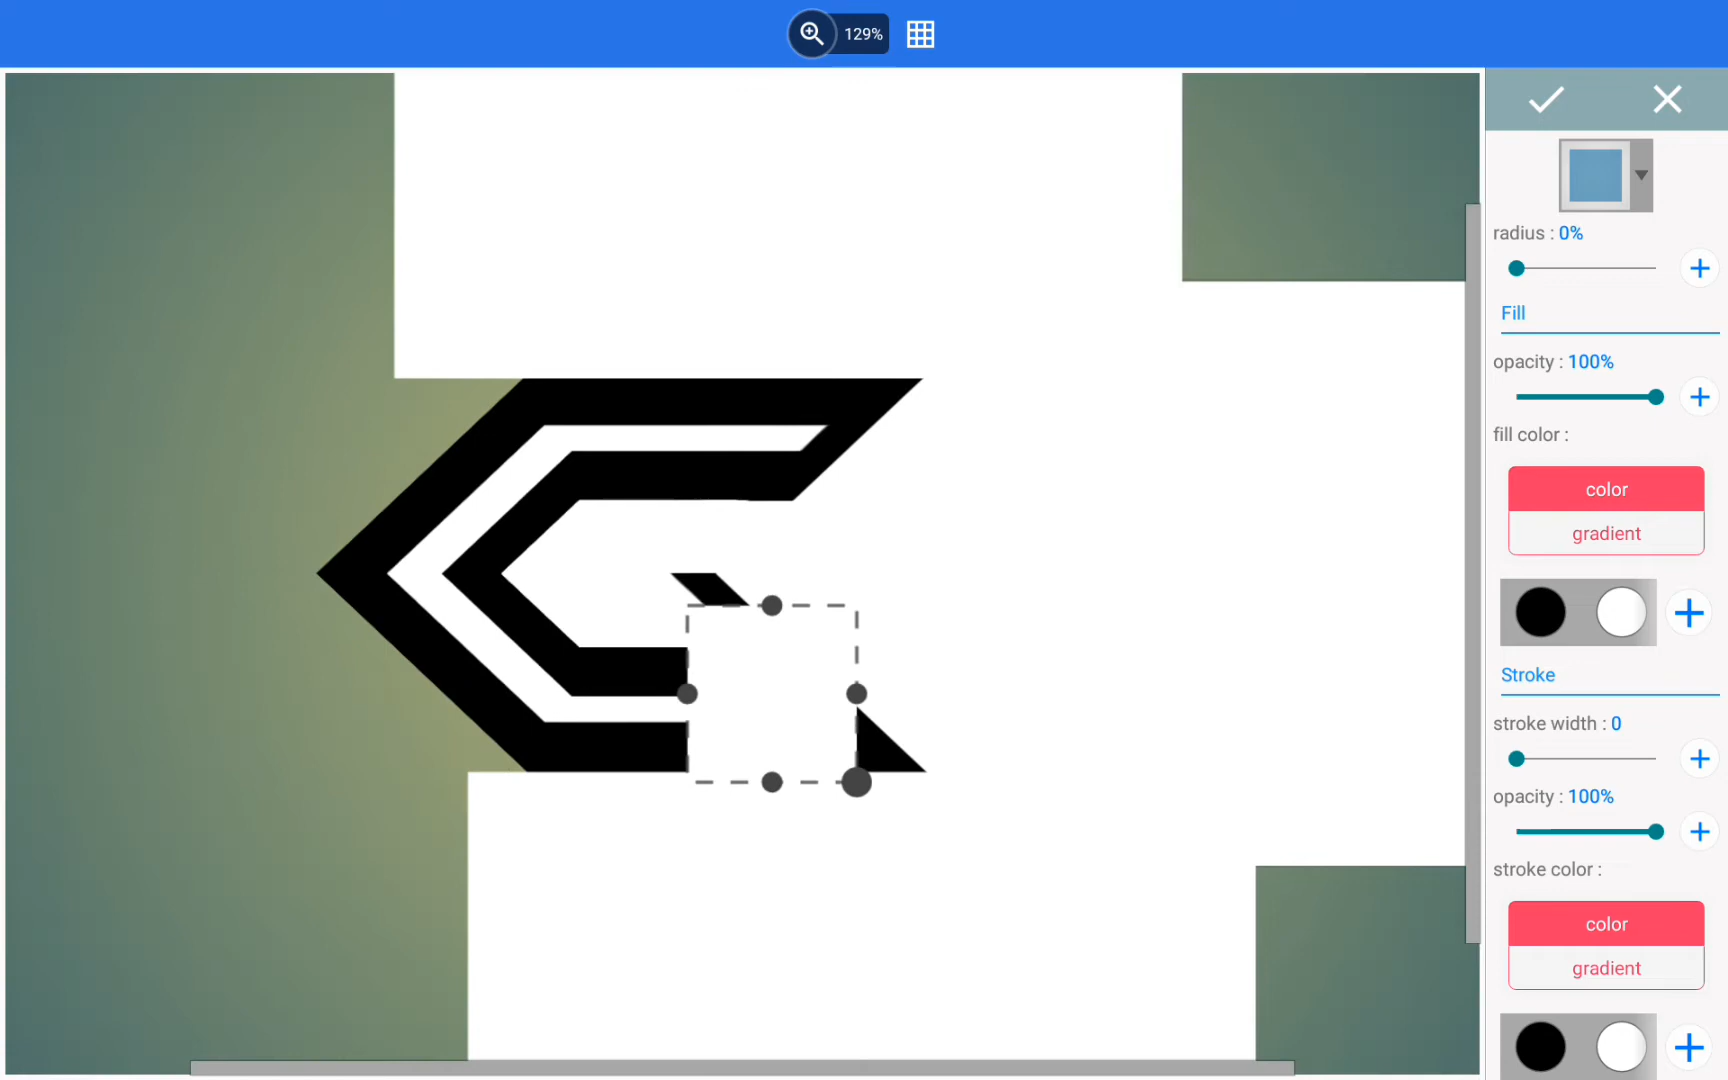 129%
radius : 0%
Fill
opacity : 100%
fill color :
color
gradient
Stroke
stroke width : 0
opacity : 100%
stroke color :
color
gradient